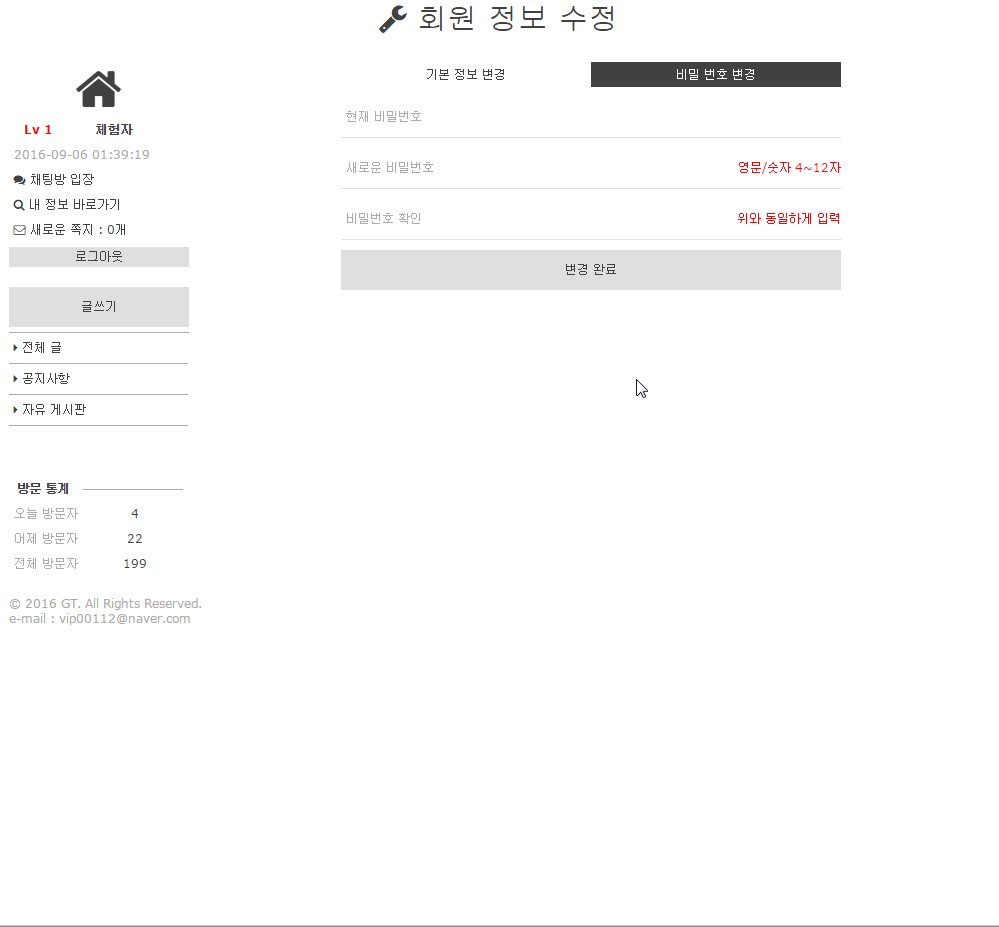 회원 정보 수정
기본 정보 변경
비밀 번호 변경
현재 비밀번호
새로운 비밀번호
영문/숫자 4~12자
비밀번호 확인
위와 동일하게 입력
변경 완료
Lv 1 체험자
2016-09-06 01:39:19
채팅방 입장
내 정보 바로가기
새로운 쪽지 : 0개
로그아웃
글쓰기
전체 글
공지사항
자유 게시판
방문 통계
오늘 방문자 4
어제 방문자 22
전체 방문자 199
© 2016 GT. All Rights Reserved.
e-mail : vip00112@naver.com